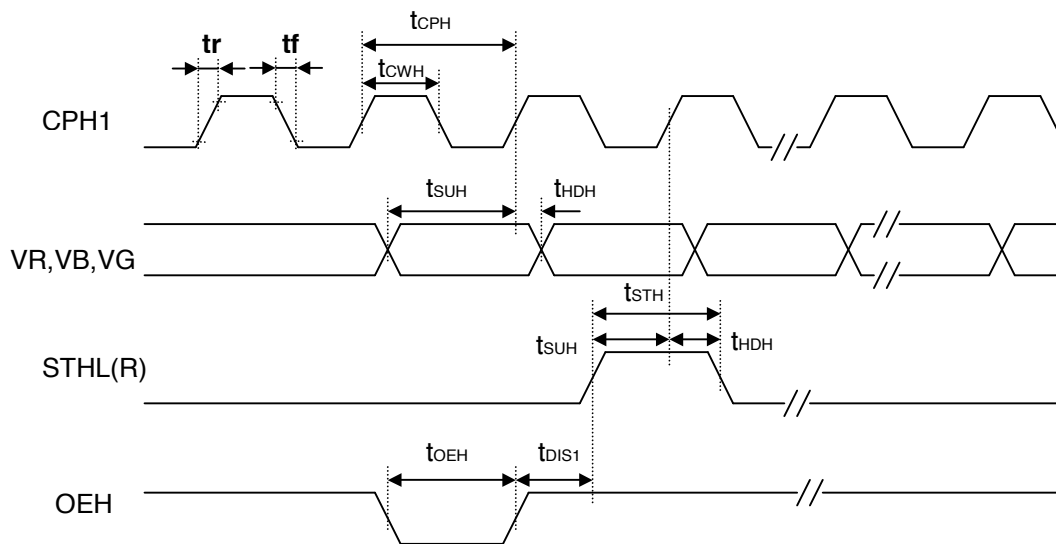 tCPH
tr
tf
tCWH
CPH1
tSUH
tHDH
VR,VB,VG
tSTH
tSUH
tHDH
STHL(R)
tOEH
tDIS1
OEH